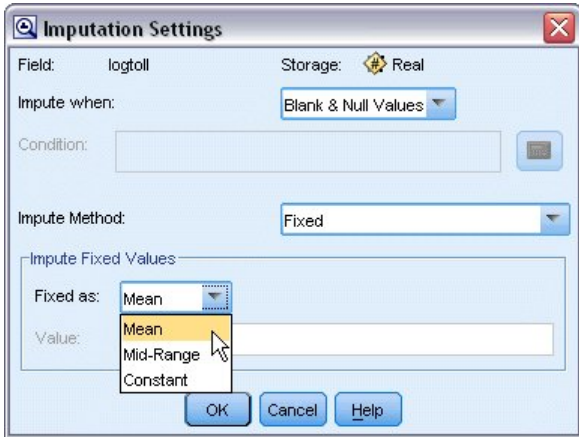 Imputation Settings
Field: logtoll Storage: # Real
Impute when: Blank & Null Values
Condition:
Impute Method: Fixed
Impute Fixed Values
Fixed as: Mean
Mean
Value:
Mid-Range
Constant
OK Cancel Help